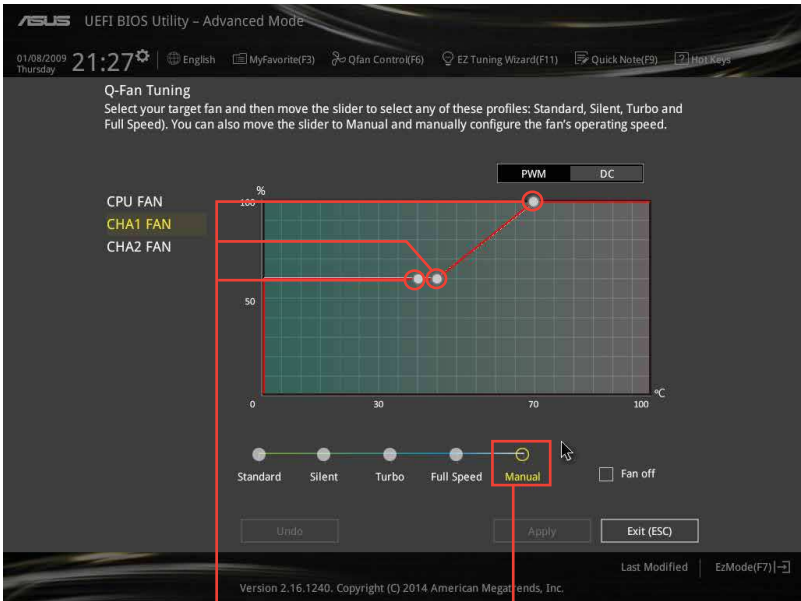 ASUS UEFI BIOS Utility – Advanced Mode
01/08/2009
Thursday
21:27 English MyFavorite(F3) Qfan Control(F6) EZ Tuning Wizard(F11) Quick Note(F9) ? Hot Keys
Q-Fan Tuning
Select your target fan and then move the slider to select any of these profiles: Standard, Silent, Turbo and
Full Speed). You can also move the slider to Manual and manually configure the fan's operating speed.
PWM DC
%
CPU FAN
100
CHA1 FAN
CHA2 FAN
50
°C
0 30 70 100
Standard Silent Turbo Full Speed Manual Fan off
Undo Apply Exit (ESC)
Last Modified EzMode(F7)
Version 2.16.1240. Copyright (C) 2014 American Megatrends, Inc.